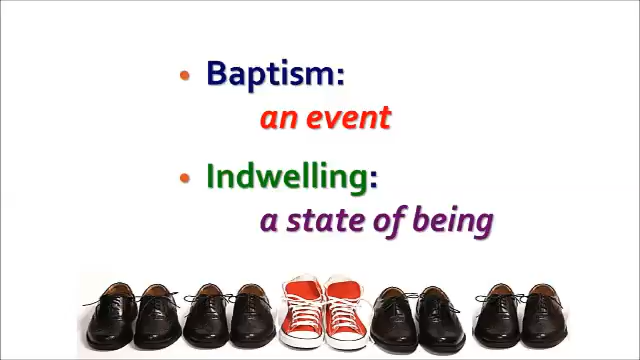 • Baptism:
an event
• Indwelling:
a state of being